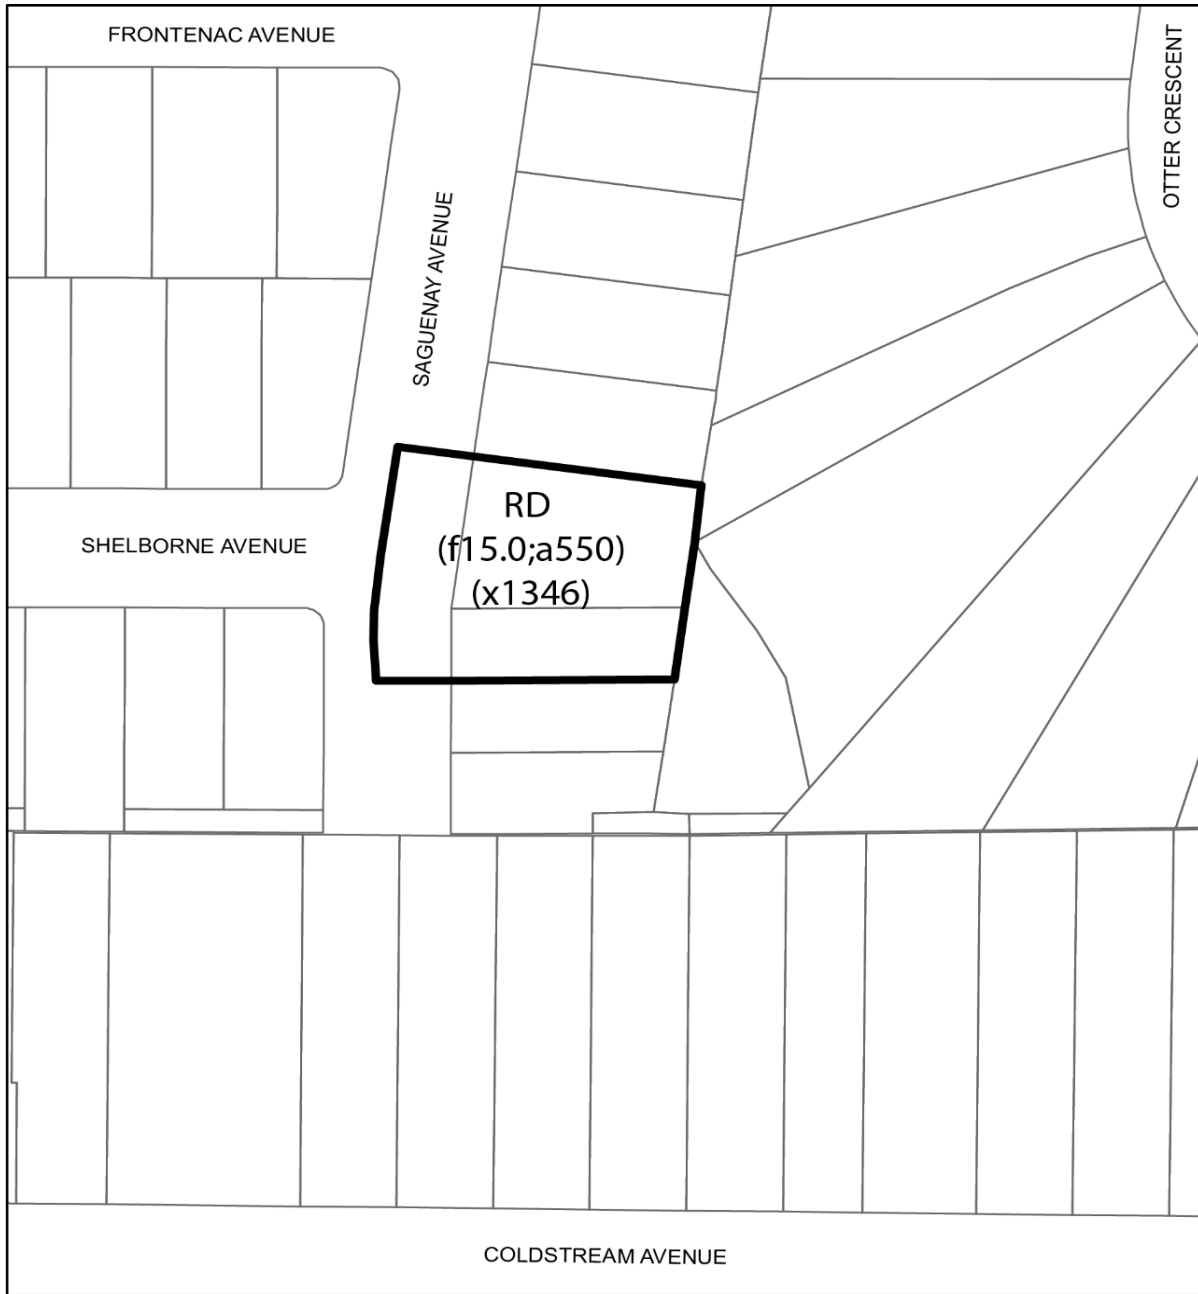 FRONTENAC AVENUE
OTTER CRESCENT
SAGUENAY AVENUE
RD
(f15.0;a550)
(x1346)
SHELBORNE AVENUE
COLDSTREAM AVENUE